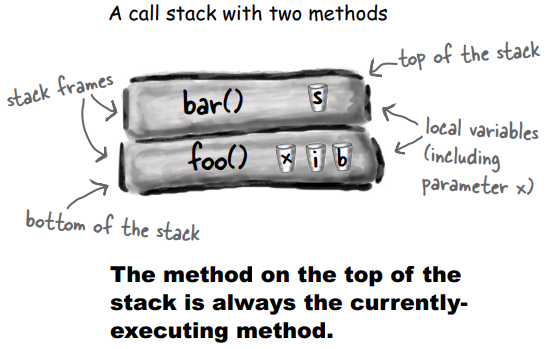 A call stack with two methods
top of the stack
stack frames
bar() s
local variables
(including
parameter x)
foo() x i b
bottom of the stack
The method on the top of the
stack is always the currently-
executing method.